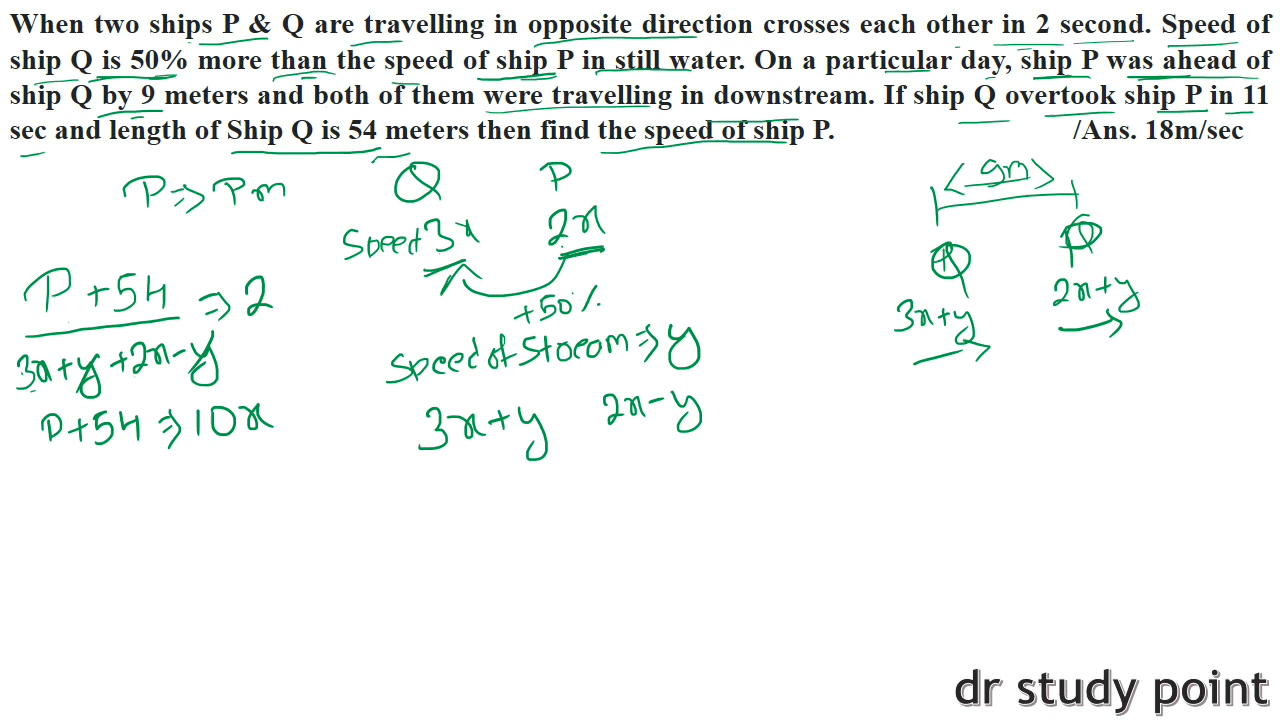 When two ships P & Q are travelling in opposite direction crosses each other in 2 second. Speed of
ship Q is 50% more than the speed of ship P in still water. On a particular day, ship P was ahead of
ship Q by 9 meters and both of them were travelling in downstream. If ship Q overtook ship P in 11
sec and length of Ship Q is 54 meters then find the speed of ship P. /Ans. 18m/sec
P ⇒ Pm
Q P
9m
Speed 3x 2x
Q P
P + 54 ⇒ 2
+50%
3x+y 2x+y
3x+y+2x-y
Speed of Stream ⇒ y
P+54 ⇒ 10x
3x+y 2x-y
dr study point